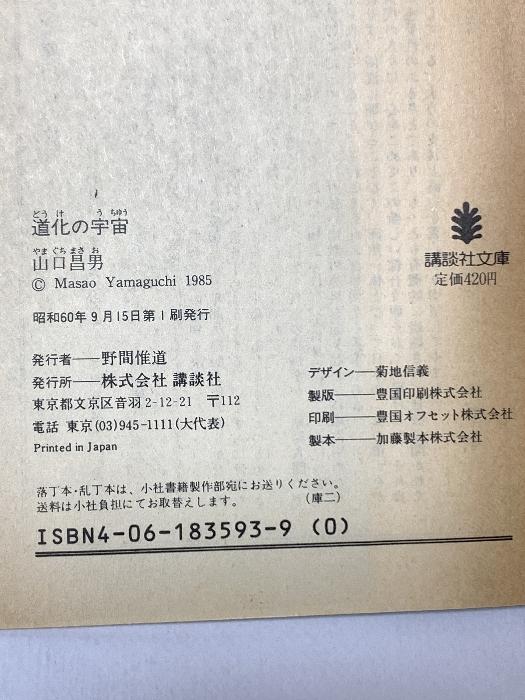 どうけ うちゅう
道化の宇宙
やまぐちまさお
山口昌男
© Masao Yamaguchi 1985
昭和60年9月15日第1刷発行
発行者――野間惟道
発行所――株式会社 講談社
東京都文京区音羽2-12-21 〒112
電話 東京(03)945-1111(大代表)
Printed in Japan
講談社文庫
定価420円
デザイン―菊地信義
製版―――豊国印刷株式会社
印刷―――豊国オフセット株式会社
製本―――加藤製本株式会社
落丁本・乱丁本は、小社書籍製作部宛にお送りください。
送料は小社負担にてお取替えします。 (庫二)
ISBN4-06-183593-9 (0)